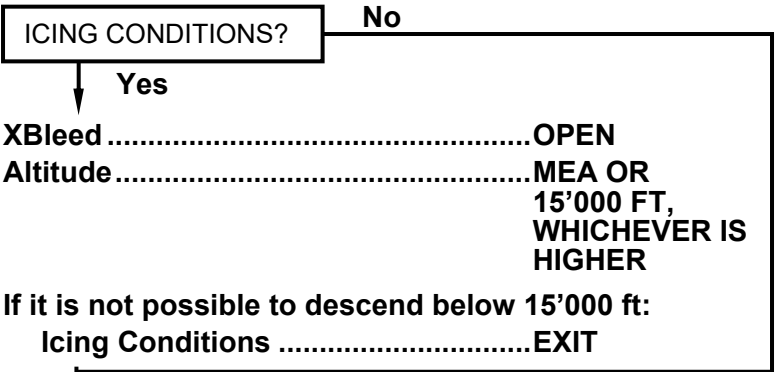 ICING CONDITIONS?
No
Yes
XBleed....................................................OPEN
Altitude...................................................MEA OR
15’000 FT,
WHICHEVER IS
HIGHER
If it is not possible to descend below 15’000 ft:
Icing Conditions ...............................EXIT